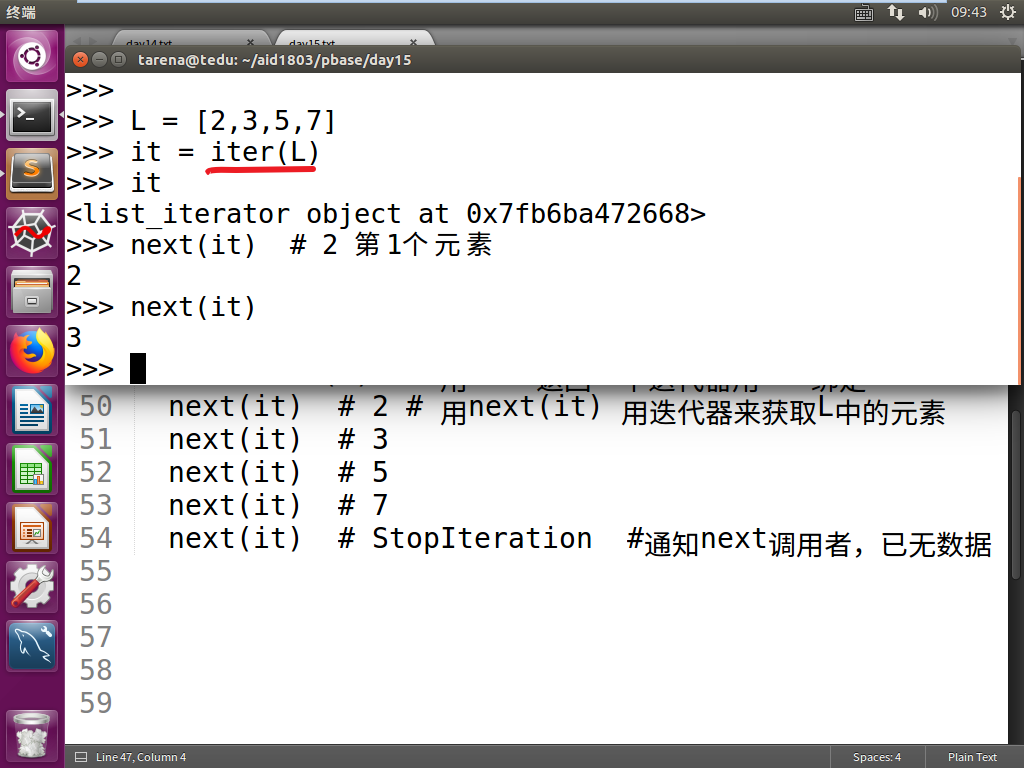 终端
09:43
day14.txt
day15.txt
tarena@tedu: ~/aid1803/pbase/day15
>>>
>>> L = [2,3,5,7]
>>> it = iter(L)
>>> it
<list_iterator object at 0x7fb6ba472668>
>>> next(it)  # 2 第1个元素
2
>>> next(it)
3
>>>
50 next(it)  # 2 # 用next(it) 用迭代器来获取L中的元素
51 next(it)  # 3
52 next(it)  # 5
53 next(it)  # 7
54 next(it)  # StopIteration  #通知next调用者，已无数据
55
56
57
58
59
Line 47, Column 4
Spaces: 4
Plain Text